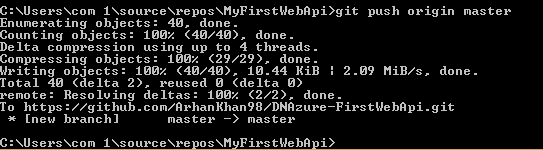 C:\Users\com 1\source\repos\MyFirstWebApi>git push origin master
Enumerating objects: 40, done.
Counting objects: 100% (40/40), done.
Delta compression using up to 4 threads.
Compressing objects: 100% (29/29), done.
Writing objects: 100% (40/40), 10.44 KiB | 2.09 MiB/s, done.
Total 40 (delta 2), reused 0 (delta 0)
remote: Resolving deltas: 100% (2/2), done.
To https://github.com/ArhanKhan98/DNAzure-FirstWebApi.git
 * [new branch]      master -> master
C:\Users\com 1\source\repos\MyFirstWebApi>